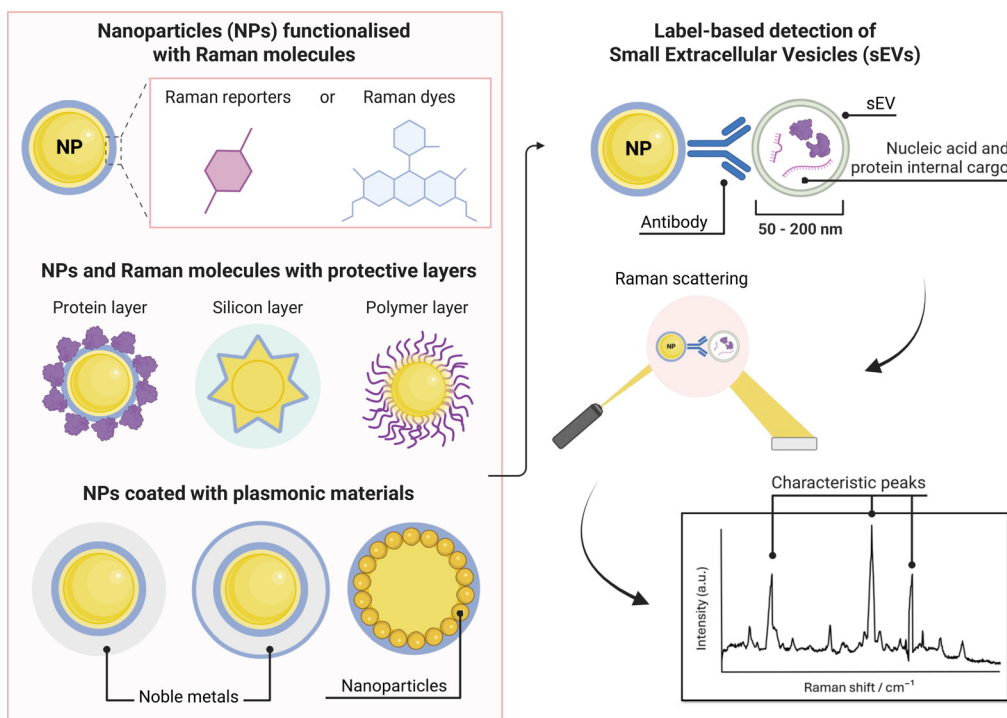 Nanoparticles (NPs) functionalised
with Raman molecules
Raman reporters or Raman dyes
NP
NPs and Raman molecules with protective layers
Protein layer
Silicon layer
Polymer layer
NPs coated with plasmonic materials
Noble metals
Nanoparticles
Label-based detection of
Small Extracellular Vesicles (sEVs)
NP
sEV
Nucleic acid and
protein internal cargo
Antibody
50 - 200 nm
Raman scattering
NP
Characteristic peaks
Intensity (a.u.)
Raman shift / cm⁻¹